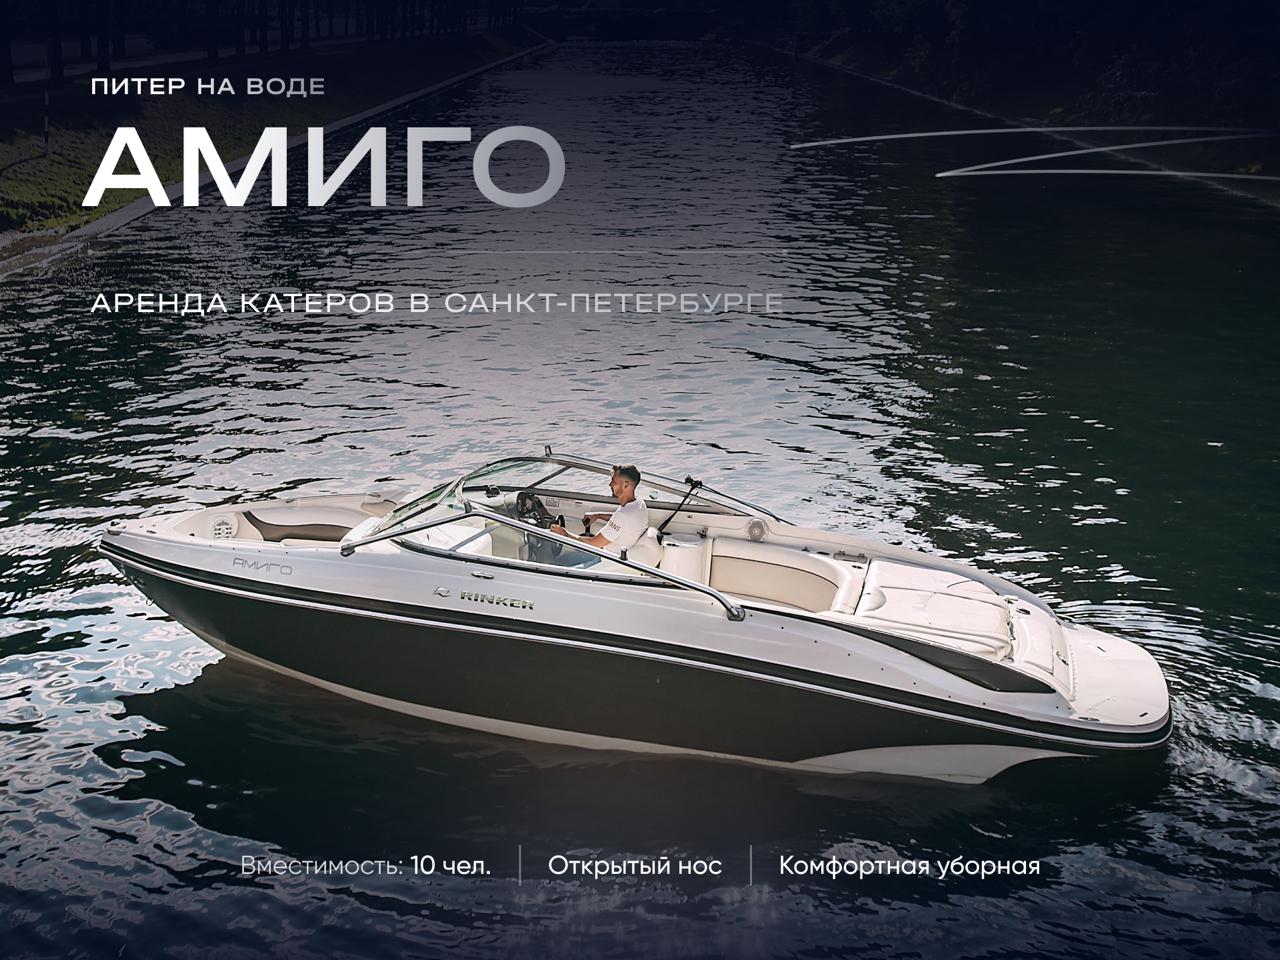 ПИТЕР НА ВОДЕ
АМИГО
АРЕНДА КАТЕРОВ В САНКТ-ПЕТЕРБУРГЕ
АМИГО
RINKER
Вместимость: 10 чел. Открытый нос Комфортная уборная